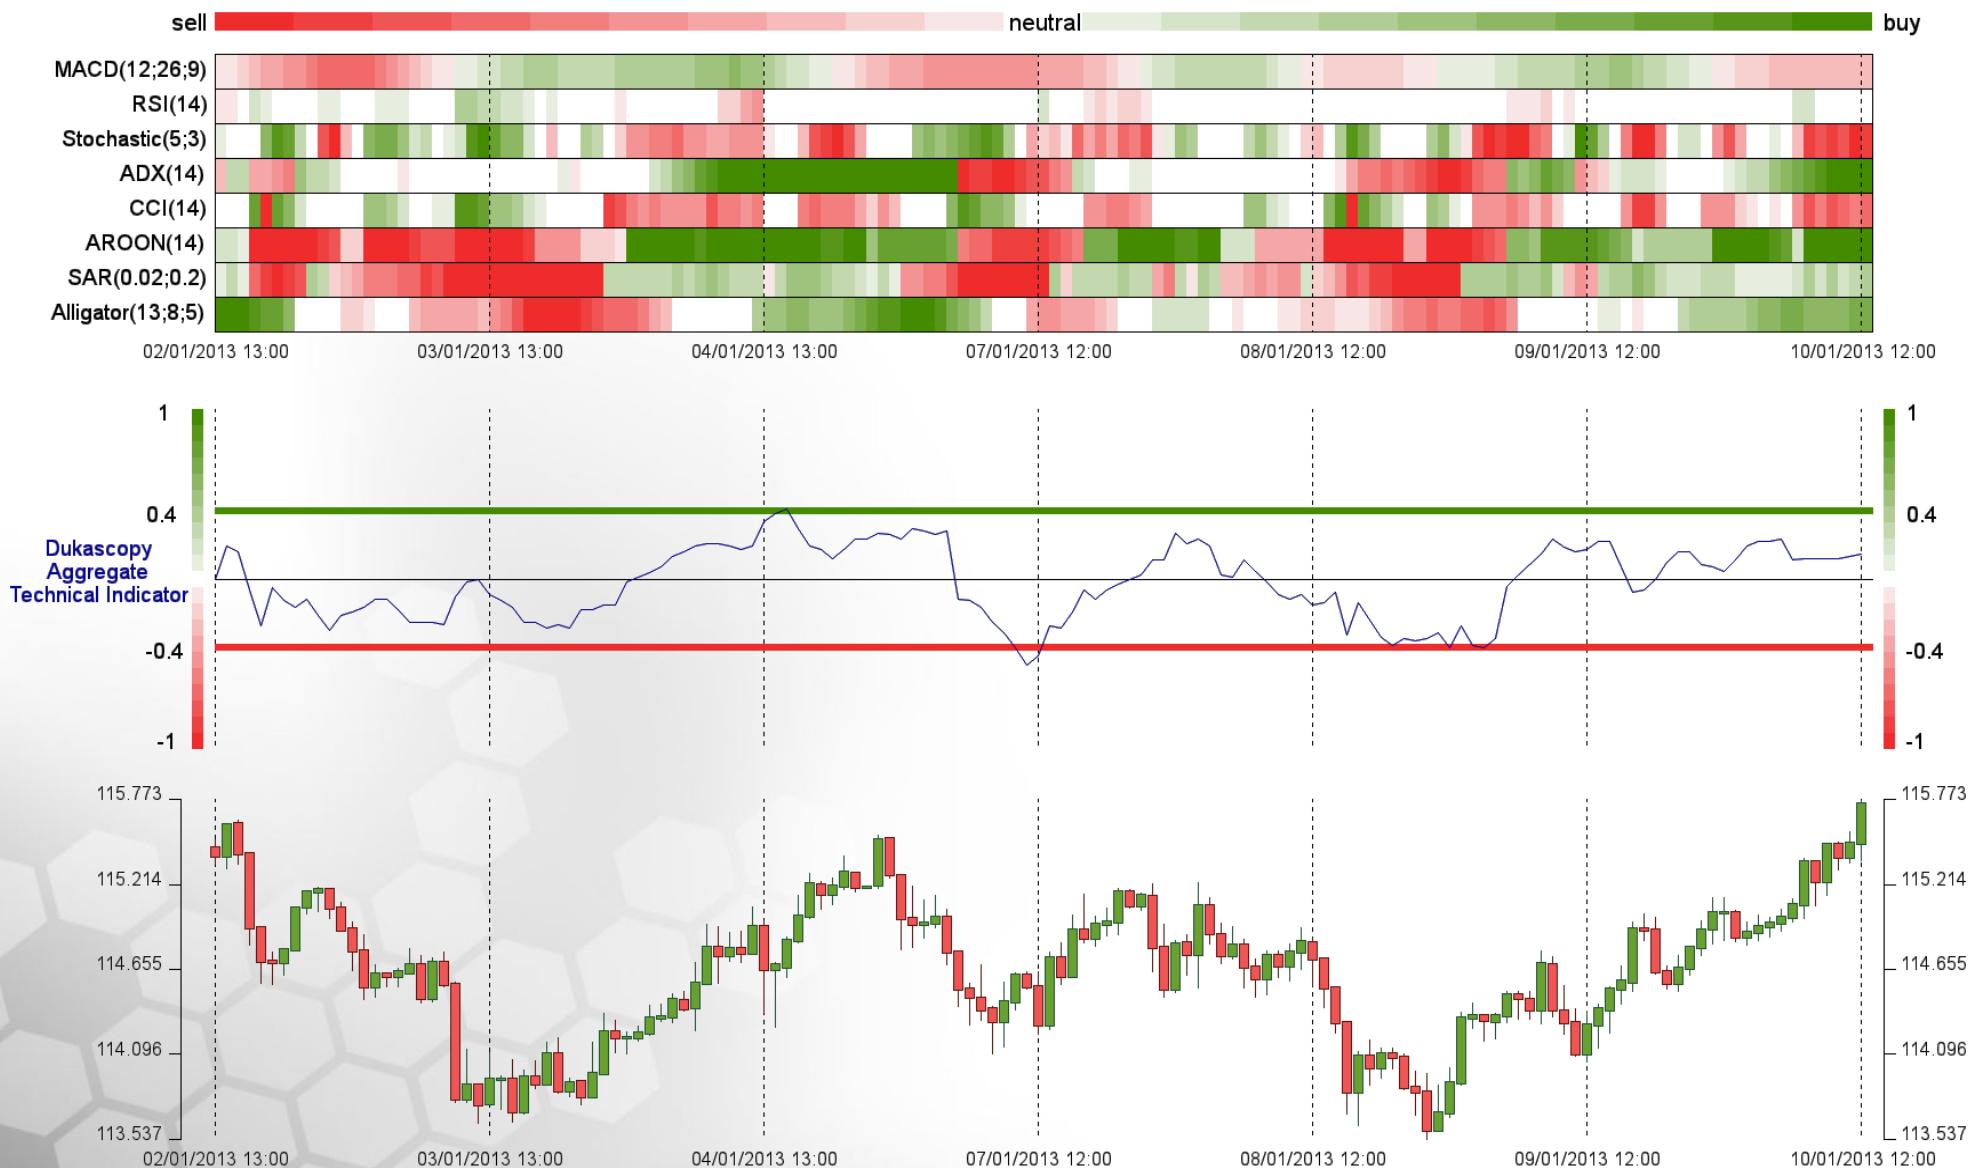 sell neutral buy
MACD(12;26;9)
RSI(14)
Stochastic(5;3)
ADX(14)
CCI(14)
AROON(14)
SAR(0.02;0.2)
Alligator(13;8;5)
02/01/2013 13:00 03/01/2013 13:00 04/01/2013 13:00 07/01/2013 12:00 08/01/2013 12:00 09/01/2013 12:00 10/01/2013 12:00
1 1
0.4 0.4
Dukascopy
Aggregate
Technical Indicator
-0.4 -0.4
-1 -1
115.773 115.773
115.214 115.214
114.655 114.655
114.096 114.096
113.537 113.537
02/01/2013 13:00 03/01/2013 13:00 04/01/2013 13:00 07/01/2013 12:00 08/01/2013 12:00 09/01/2013 12:00 10/01/2013 12:00